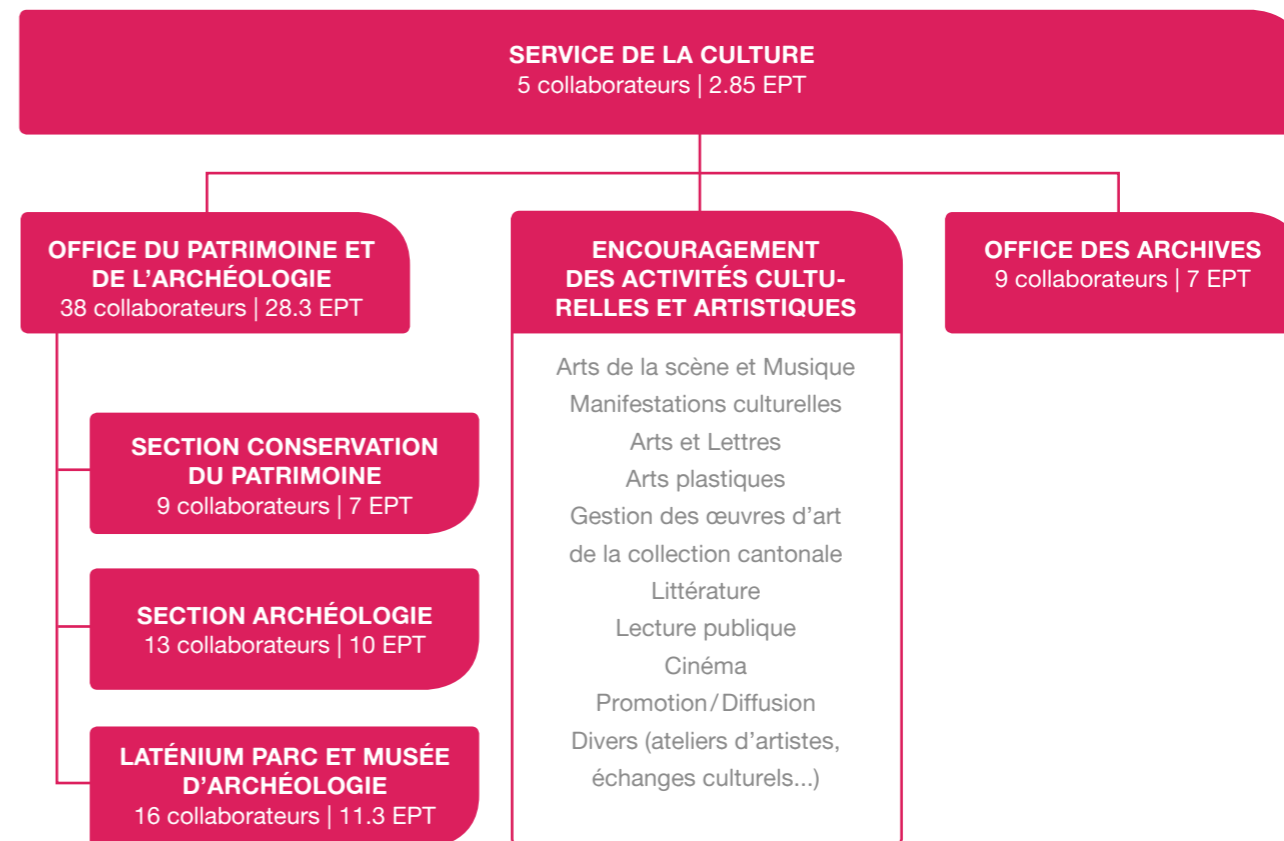 SERVICE DE LA CULTURE
5 collaborateurs | 2.85 EPT
OFFICE DU PATRIMOINE ET
DE L’ARCHÉOLOGIE
38 collaborateurs | 28.3 EPT
SECTION CONSERVATION
DU PATRIMOINE
9 collaborateurs | 7 EPT
SECTION ARCHÉOLOGIE
13 collaborateurs | 10 EPT
LATÉNIUM PARC ET MUSÉE
D’ARCHÉOLOGIE
16 collaborateurs | 11.3 EPT
ENCOURAGEMENT
DES ACTIVITÉS CULTU-
RELLES ET ARTISTIQUES
Arts de la scène et Musique
Manifestations culturelles
Arts et Lettres
Arts plastiques
Gestion des œuvres d’art
de la collection cantonale
Littérature
Lecture publique
Cinéma
Promotion / Diffusion
Divers (ateliers d’artistes,
échanges culturels...)
OFFICE DES ARCHIVES
9 collaborateurs | 7 EPT